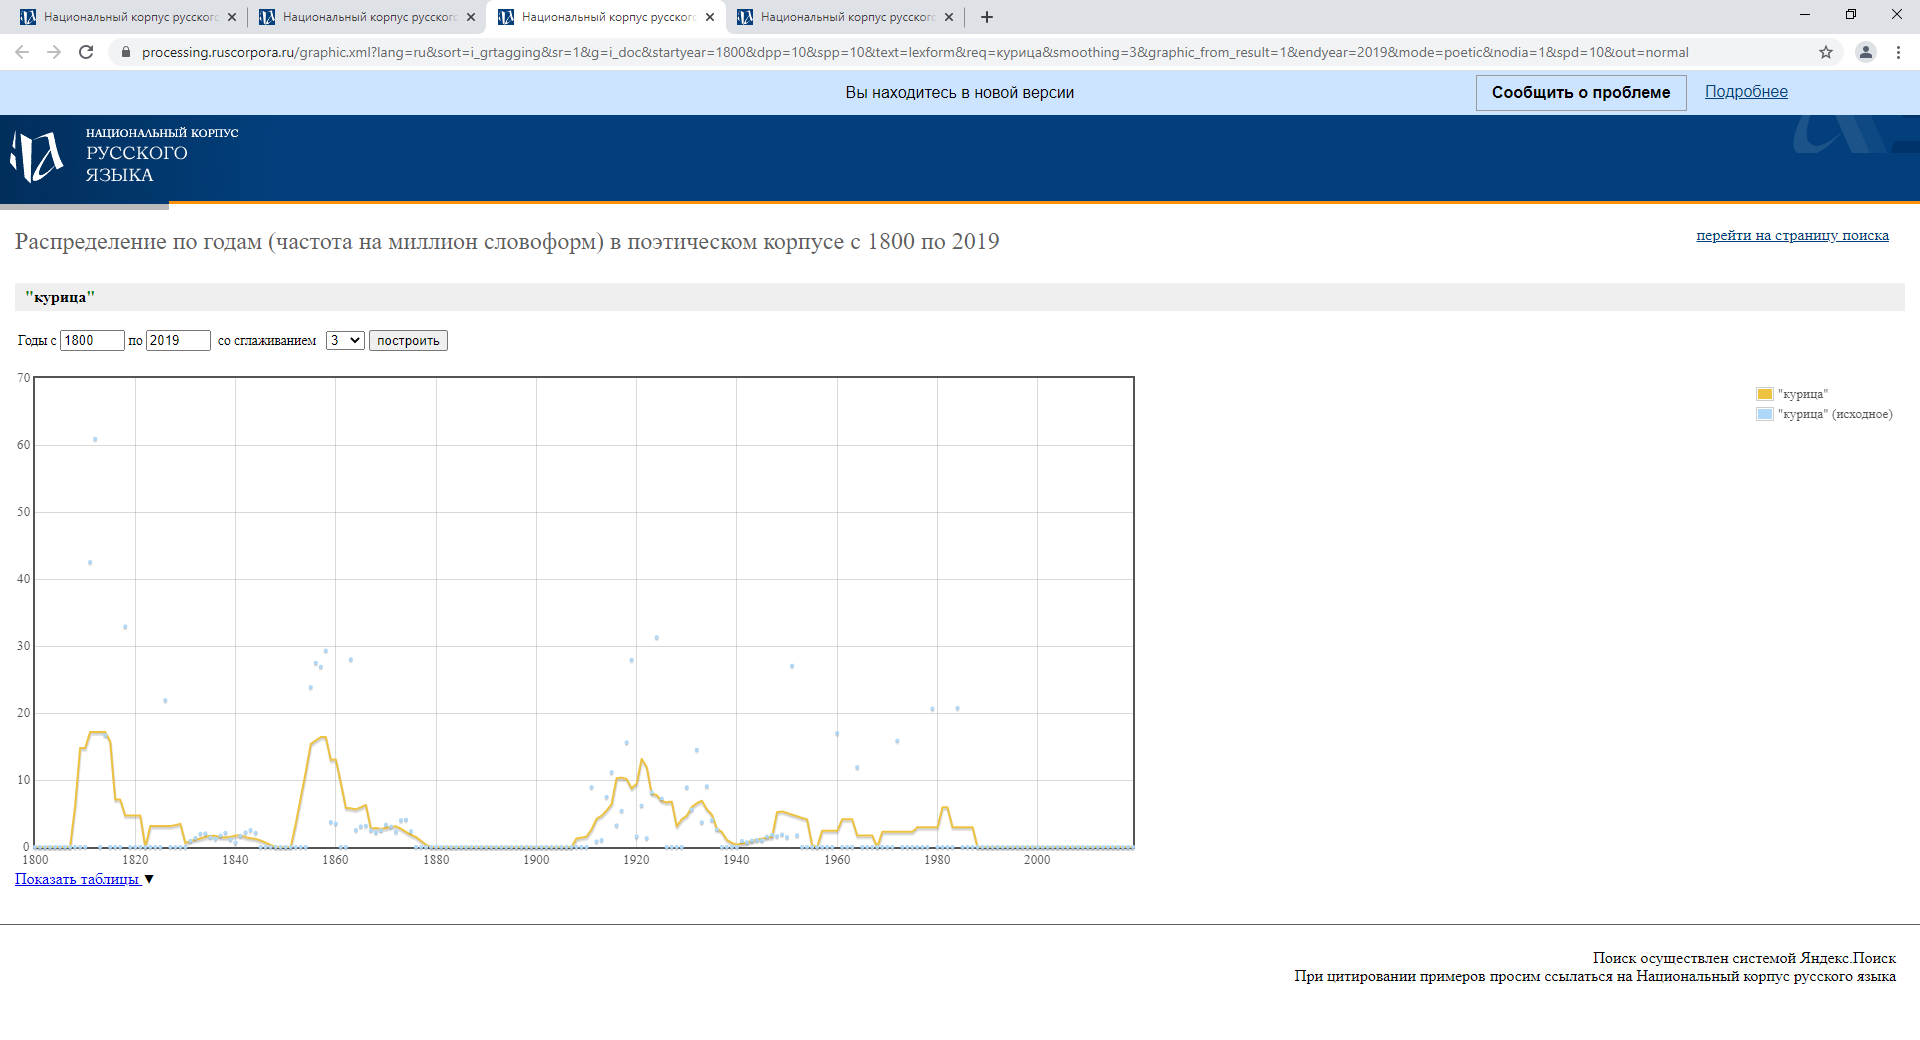 Национальный корпус русског
Национальный корпус русског
Национальный корпус русског
Национальный корпус русског
processing.ruscorpora.ru/graphic.xml?lang=ru&sort=i_grtagging&sr=1&g=i_doc&startyear=1800&dpp=10&spp=10&text=lexform&req=курица&smoothing=3&graphic_from_result=1&endyear=2019&mode=poetic&nodia=1&spd=10&out=normal
Вы находитесь в новой версии
Сообщить о проблеме
Подробнее
НАЦИОНАЛЬНЫЙ КОРПУС
РУССКОГО
ЯЗЫКА
Распределение по годам (частота на миллион словоформ) в поэтическом корпусе с 1800 по 2019
перейти на страницу поиска
"курица"
Годы с 1800 по 2019 со сглаживанием 3 построить
70
60
50
40
30
20
10
0
1800 1820 1840 1860 1880 1900 1920 1940 1960 1980 2000
"курица"
"курица" (исходное)
Показать таблицы ▼
Поиск осуществлен системой Яндекс.Поиск
При цитировании примеров просим ссылаться на Национальный корпус русского языка